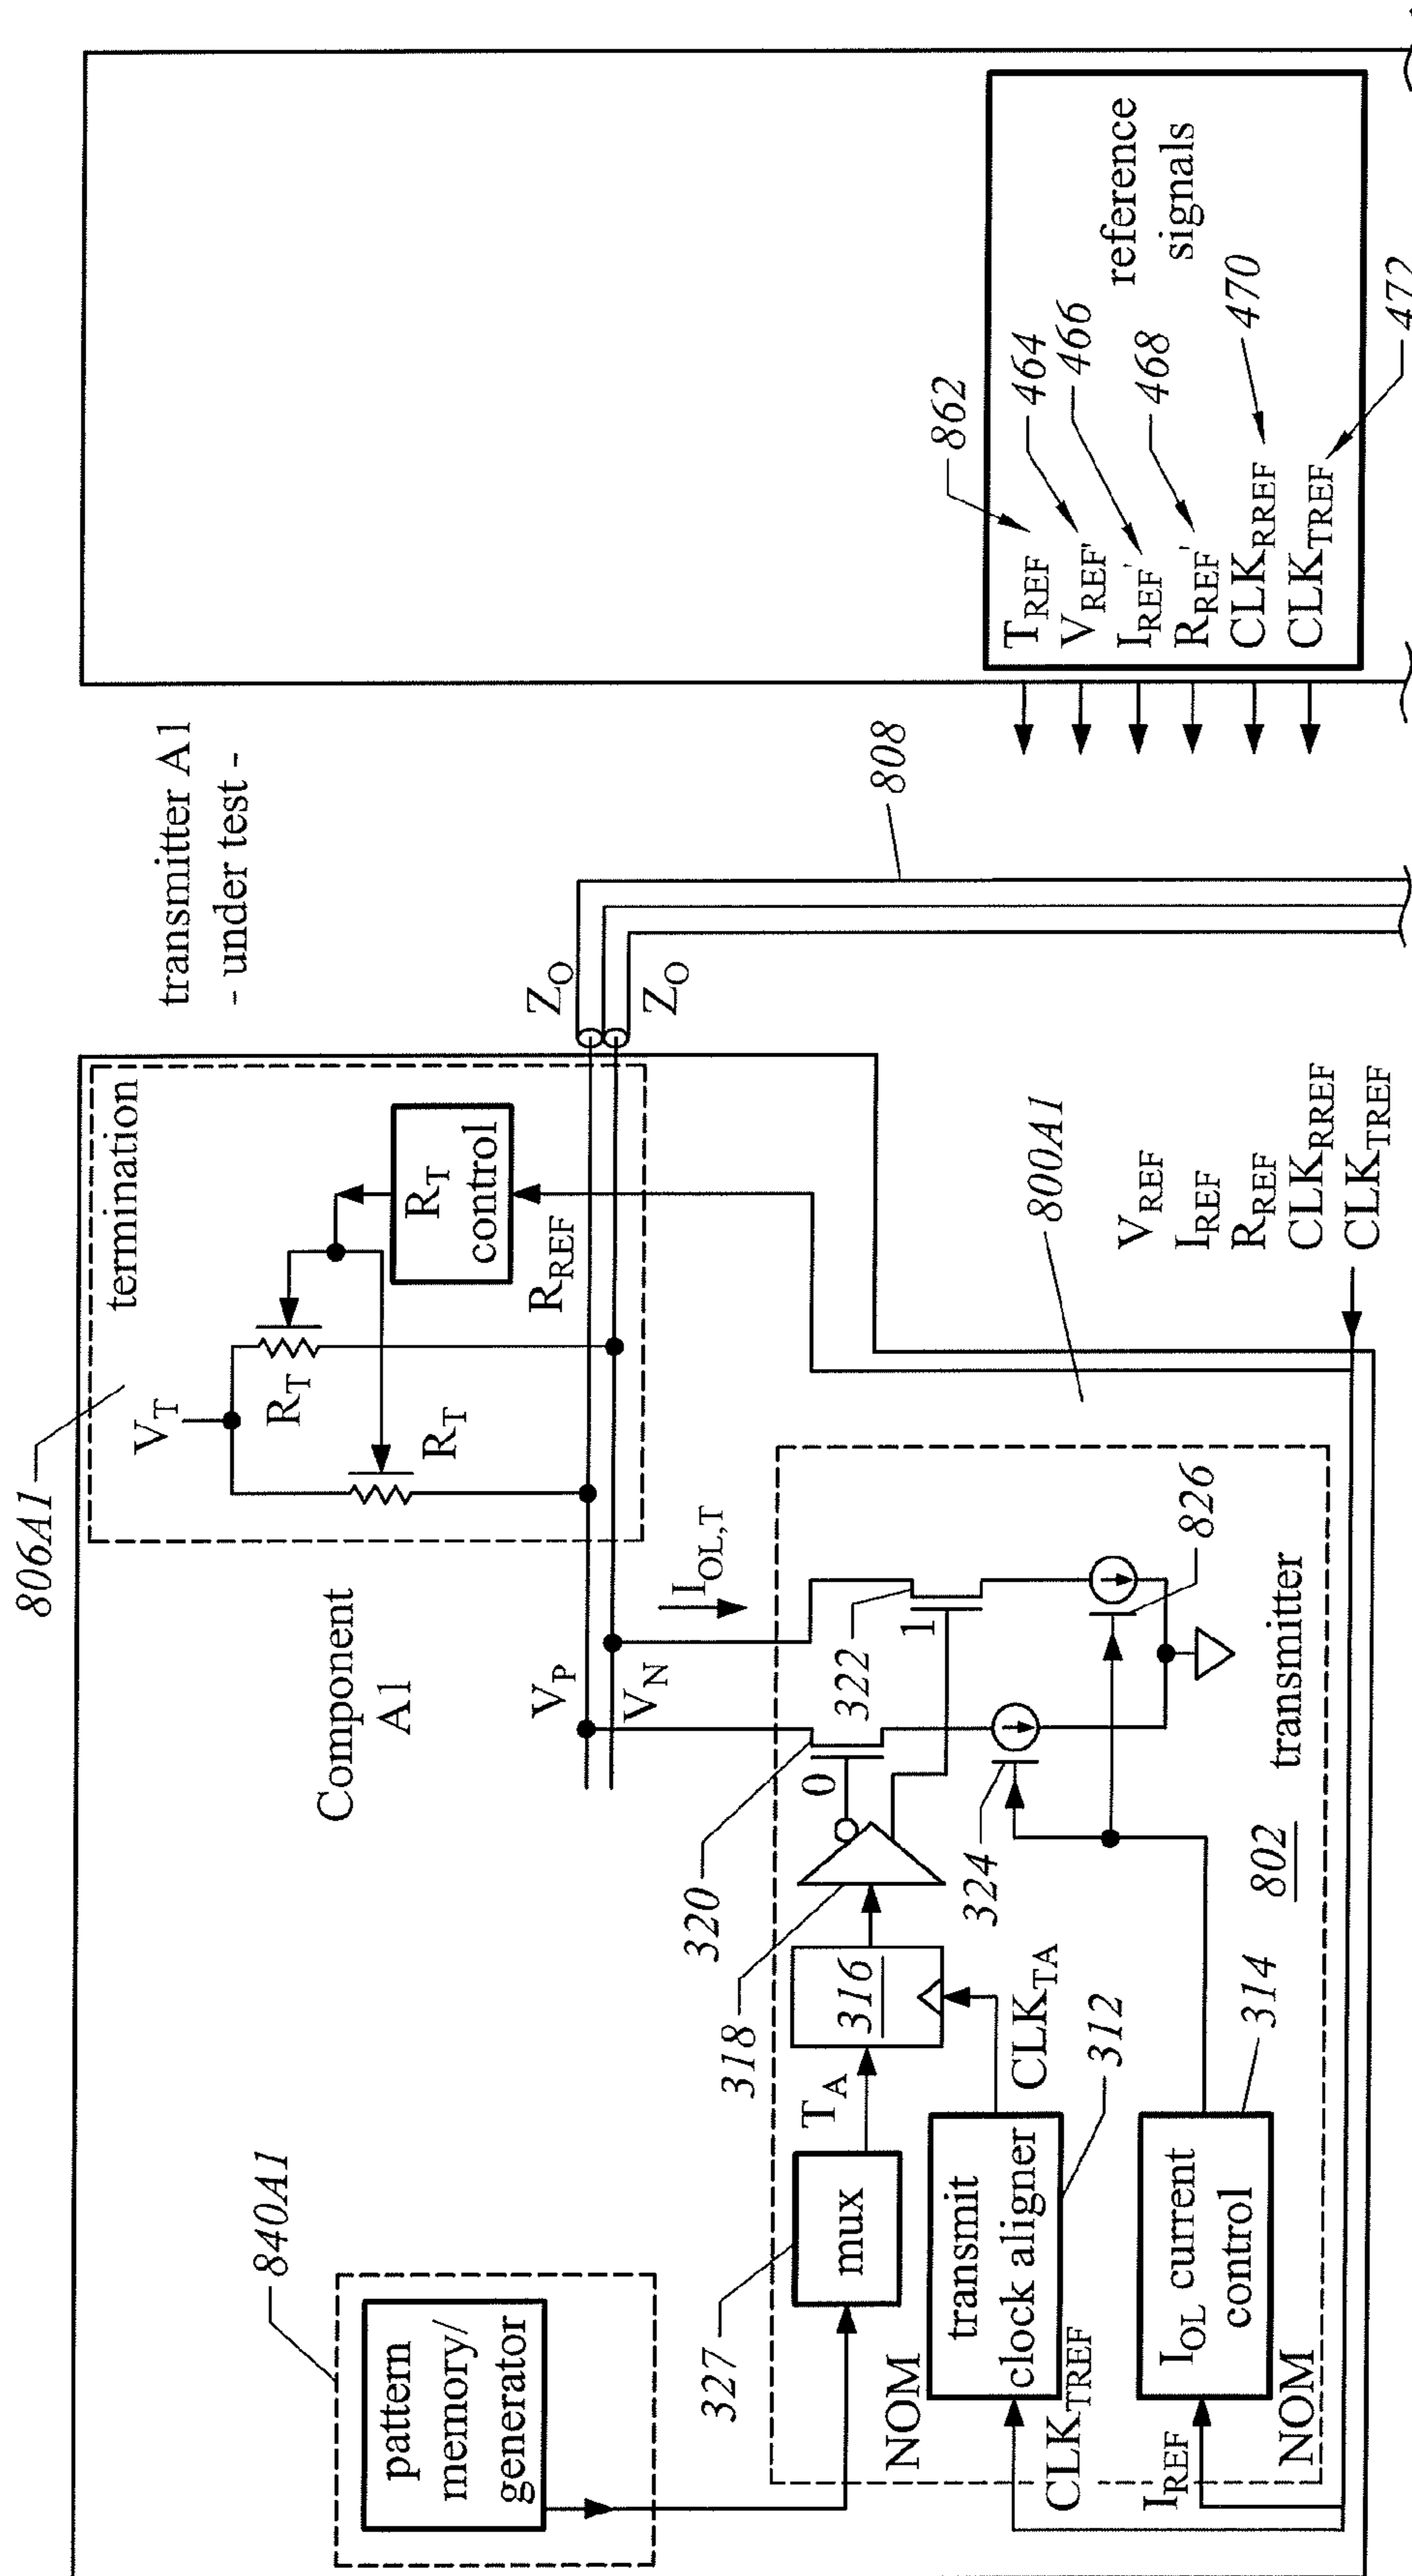 840A1
pattern
memory/
generator
327
mux
T_A
316
318
320
0
1
322
NOM
transmit
clock aligner
CLK_TREF
CLK_TA
312
324
826
I_REF
I_OL current
control
NOM
314
802
transmitter
Component
A1
V_P
V_N
I_OL,T
806A1
V_T
R_T
R_T
termination
R_T
control
R_REF
Z_O
Z_O
800A1
V_REF
I_REF
R_REF
CLK_RREF
CLK_TREF
transmitter A1
- under test -
808
T_REF
862
V_REF'
464
I_REF'
466
R_REF'
468
CLK_RREF
470
CLK_TREF
472
reference
signals